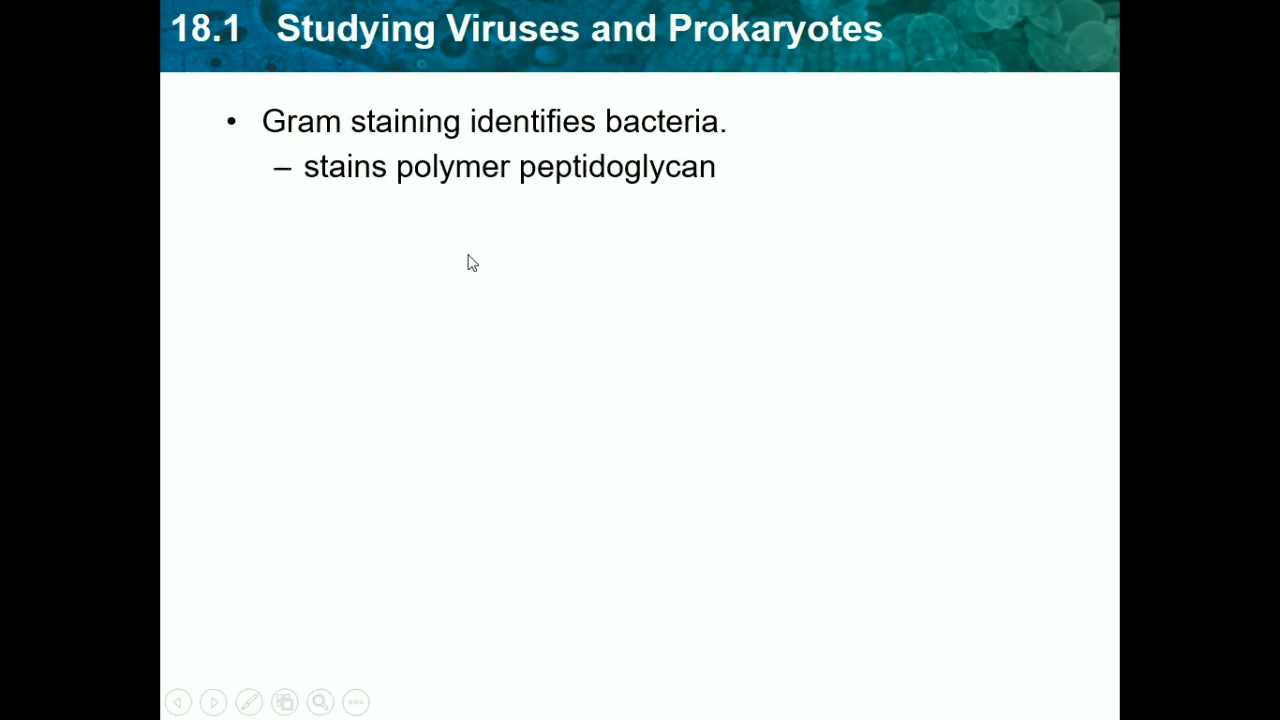 18.1 Studying Viruses and Prokaryotes
• Gram staining identifies bacteria.
– stains polymer peptidoglycan